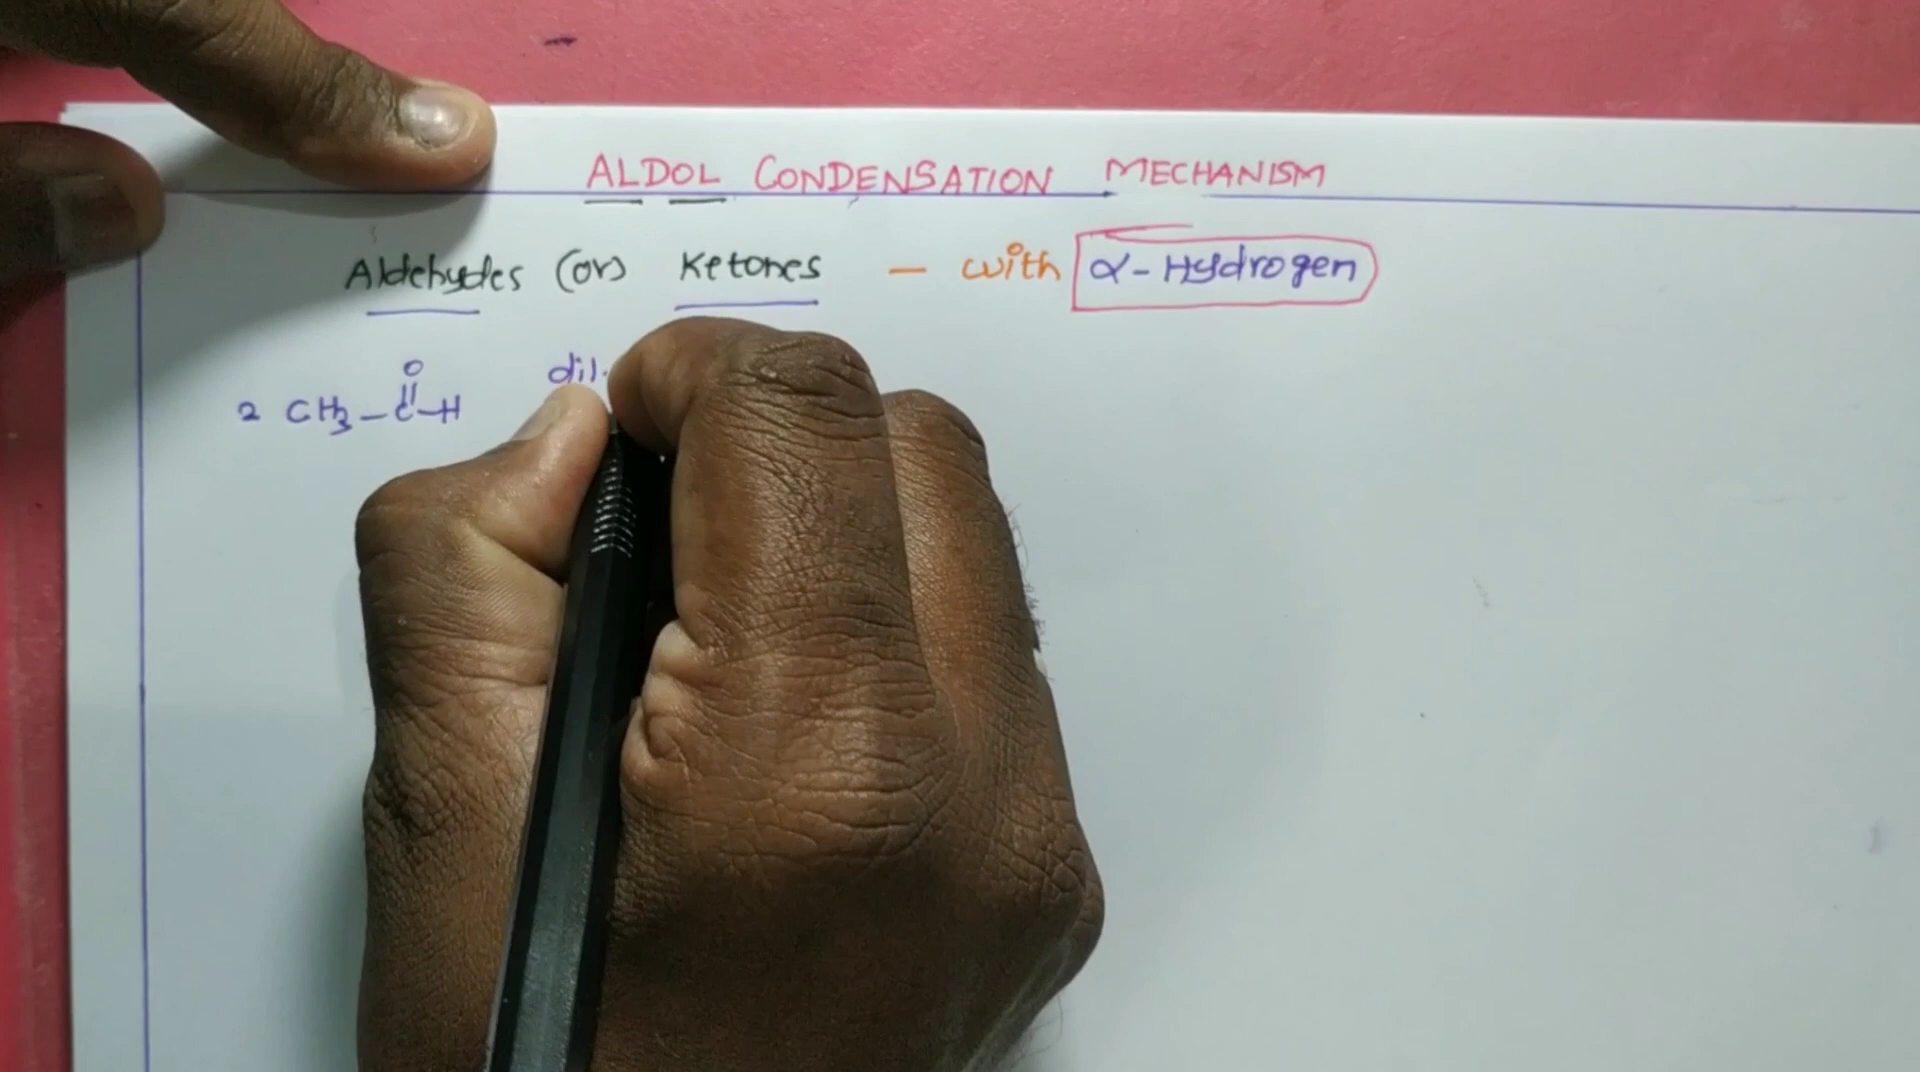 ALDOL CONDENSATION MECHANISM
Aldehydes (or) Ketones - with α-Hydrogen
O
2 CH3-C-H dil.